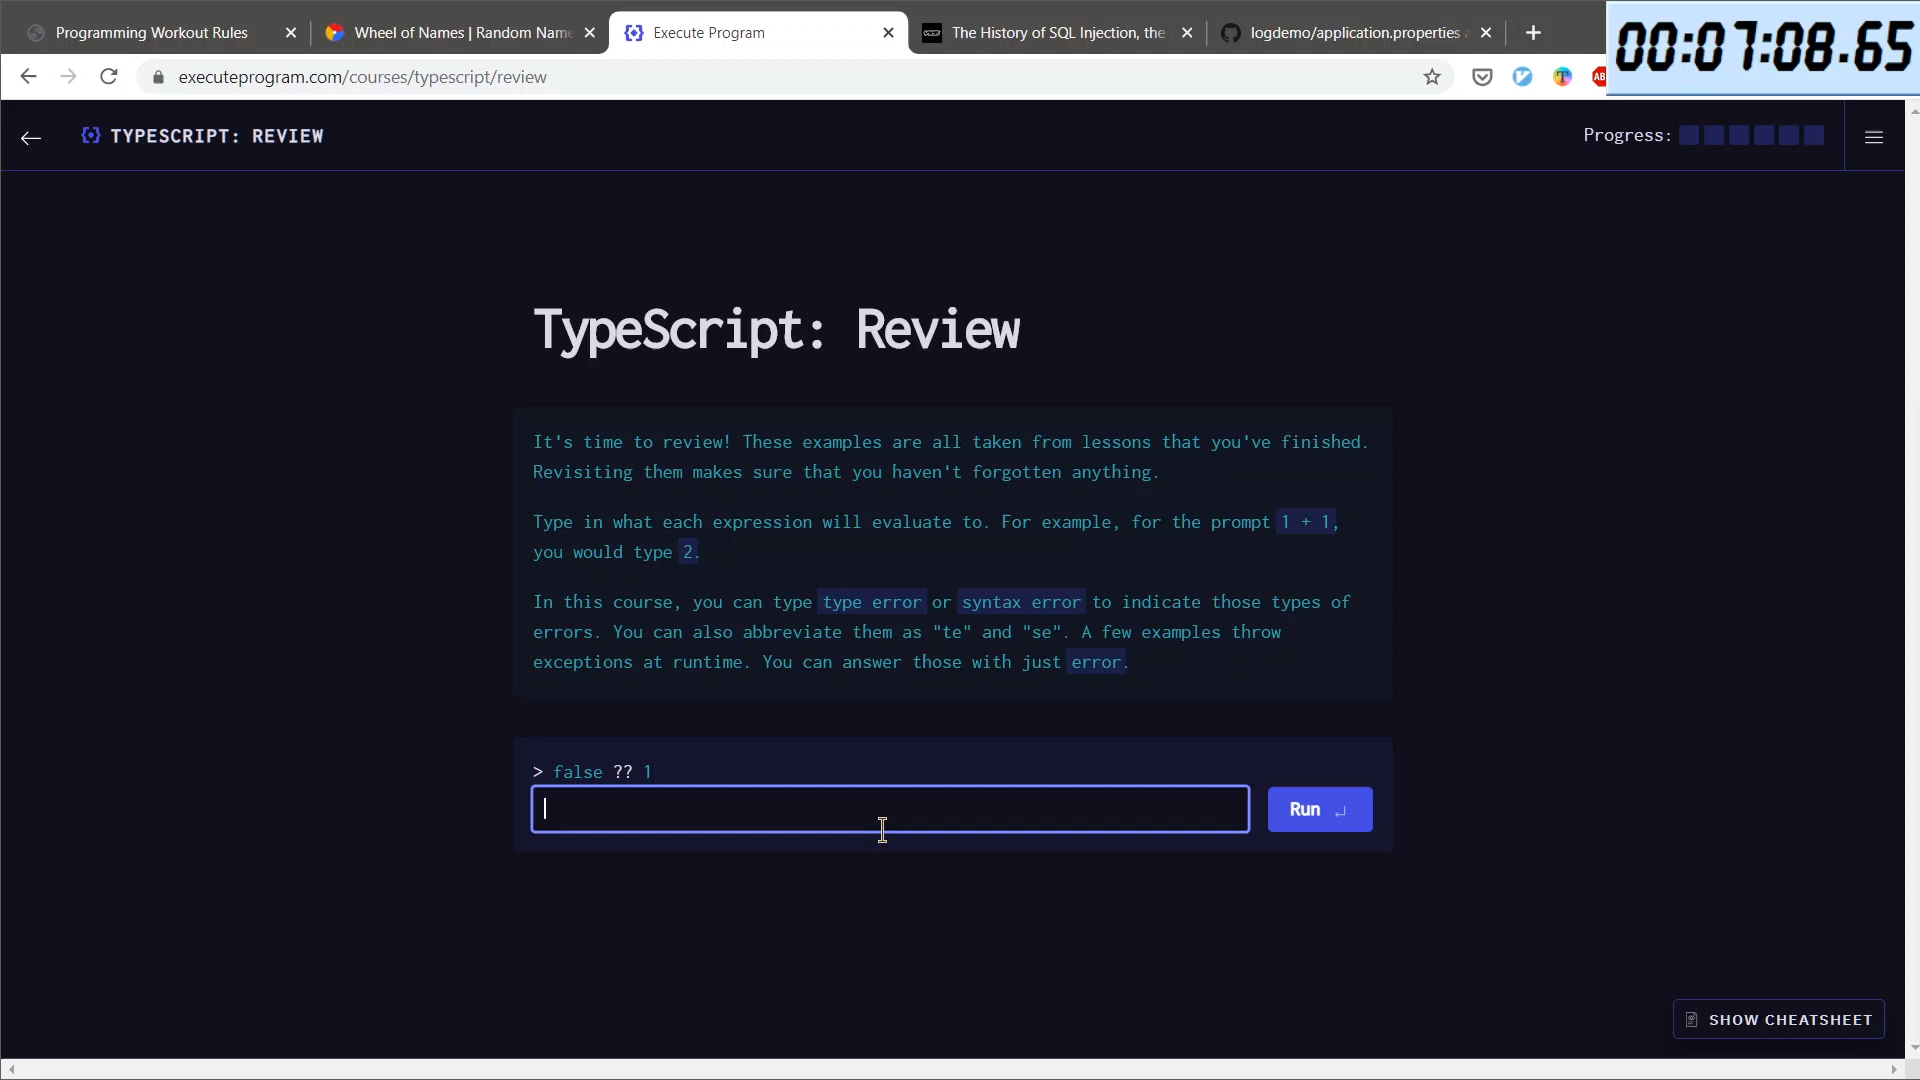 Programming Workout Rules
Wheel of Names | Random Name
Execute Program
The History of SQL Injection, the
logdemo/application.properties
00:07:08.65
executeprogram.com/courses/typescript/review
TYPESCRIPT: REVIEW
Progress:
TypeScript: Review
It's time to review! These examples are all taken from lessons that you've finished.
Revisiting them makes sure that you haven't forgotten anything.
Type in what each expression will evaluate to. For example, for the prompt 1 + 1,
you would type 2.
In this course, you can type type error or syntax error to indicate those types of
errors. You can also abbreviate them as "te" and "se". A few examples throw
exceptions at runtime. You can answer those with just error.
> false ?? 1
Run
SHOW CHEATSHEET